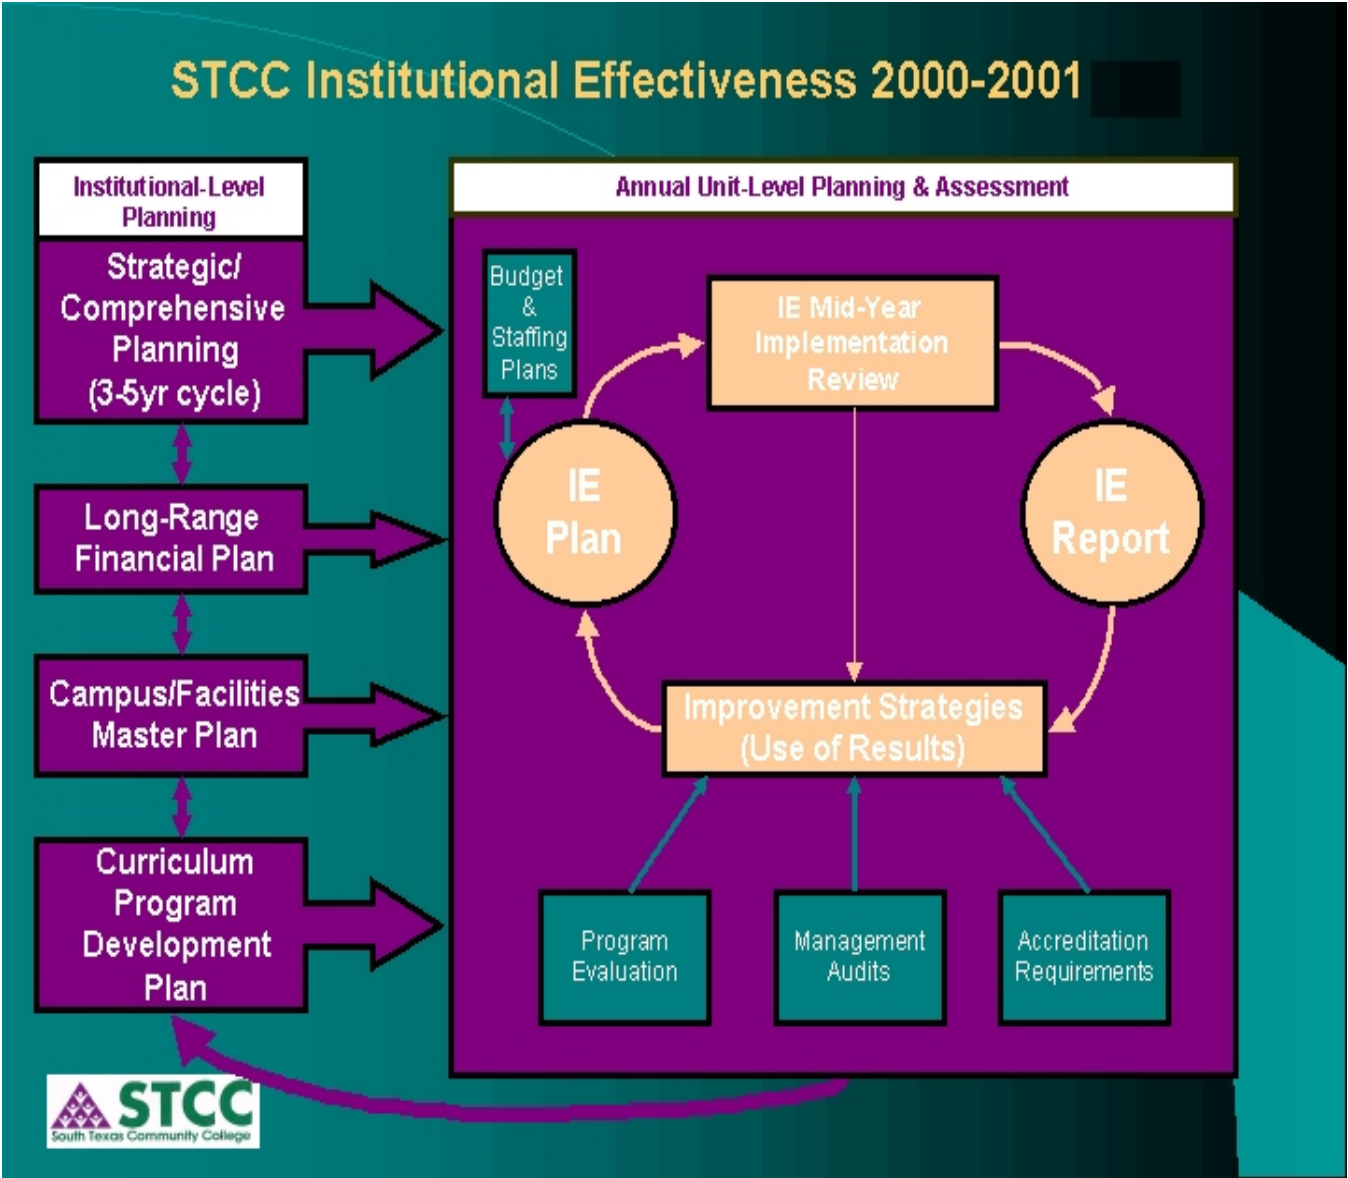 STCC Institutional Effectiveness 2000-2001
Institutional-Level
Planning
Strategic/
Comprehensive
Planning
(3-5yr cycle)
Long-Range
Financial Plan
Campus/Facilities
Master Plan
Curriculum
Program
Development
Plan
Annual Unit-Level Planning & Assessment
Budget
&
Staffing
Plans
IE Mid-Year
Implementation
Review
IE
Plan
IE
Report
Improvement Strategies
(Use of Results)
Program
Evaluation
Management
Audits
Accreditation
Requirements
STCC
South Texas Community College